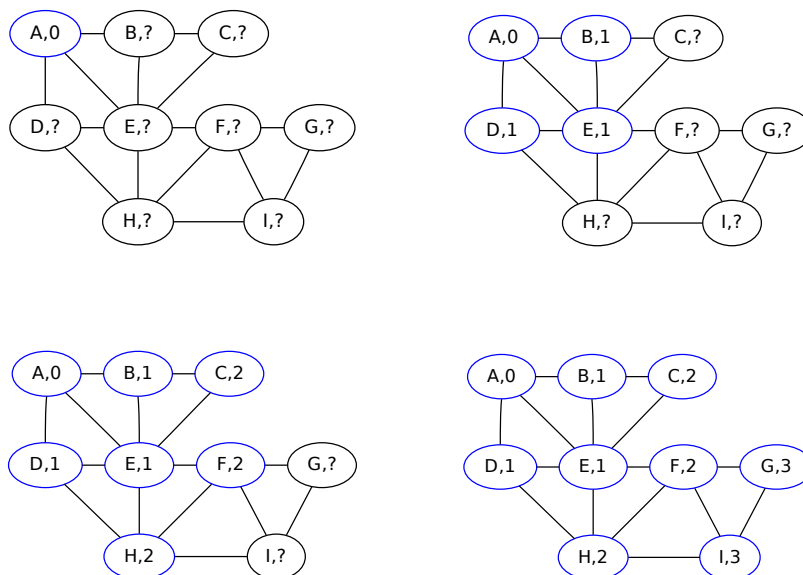 A,0 B,? C,?
D,? E,? F,? G,?
H,? I,?
A,0 B,1 C,?
D,1 E,1 F,? G,?
H,? I,?
A,0 B,1 C,2
D,1 E,1 F,2 G,?
H,2 I,?
A,0 B,1 C,2
D,1 E,1 F,2 G,3
H,2 I,3